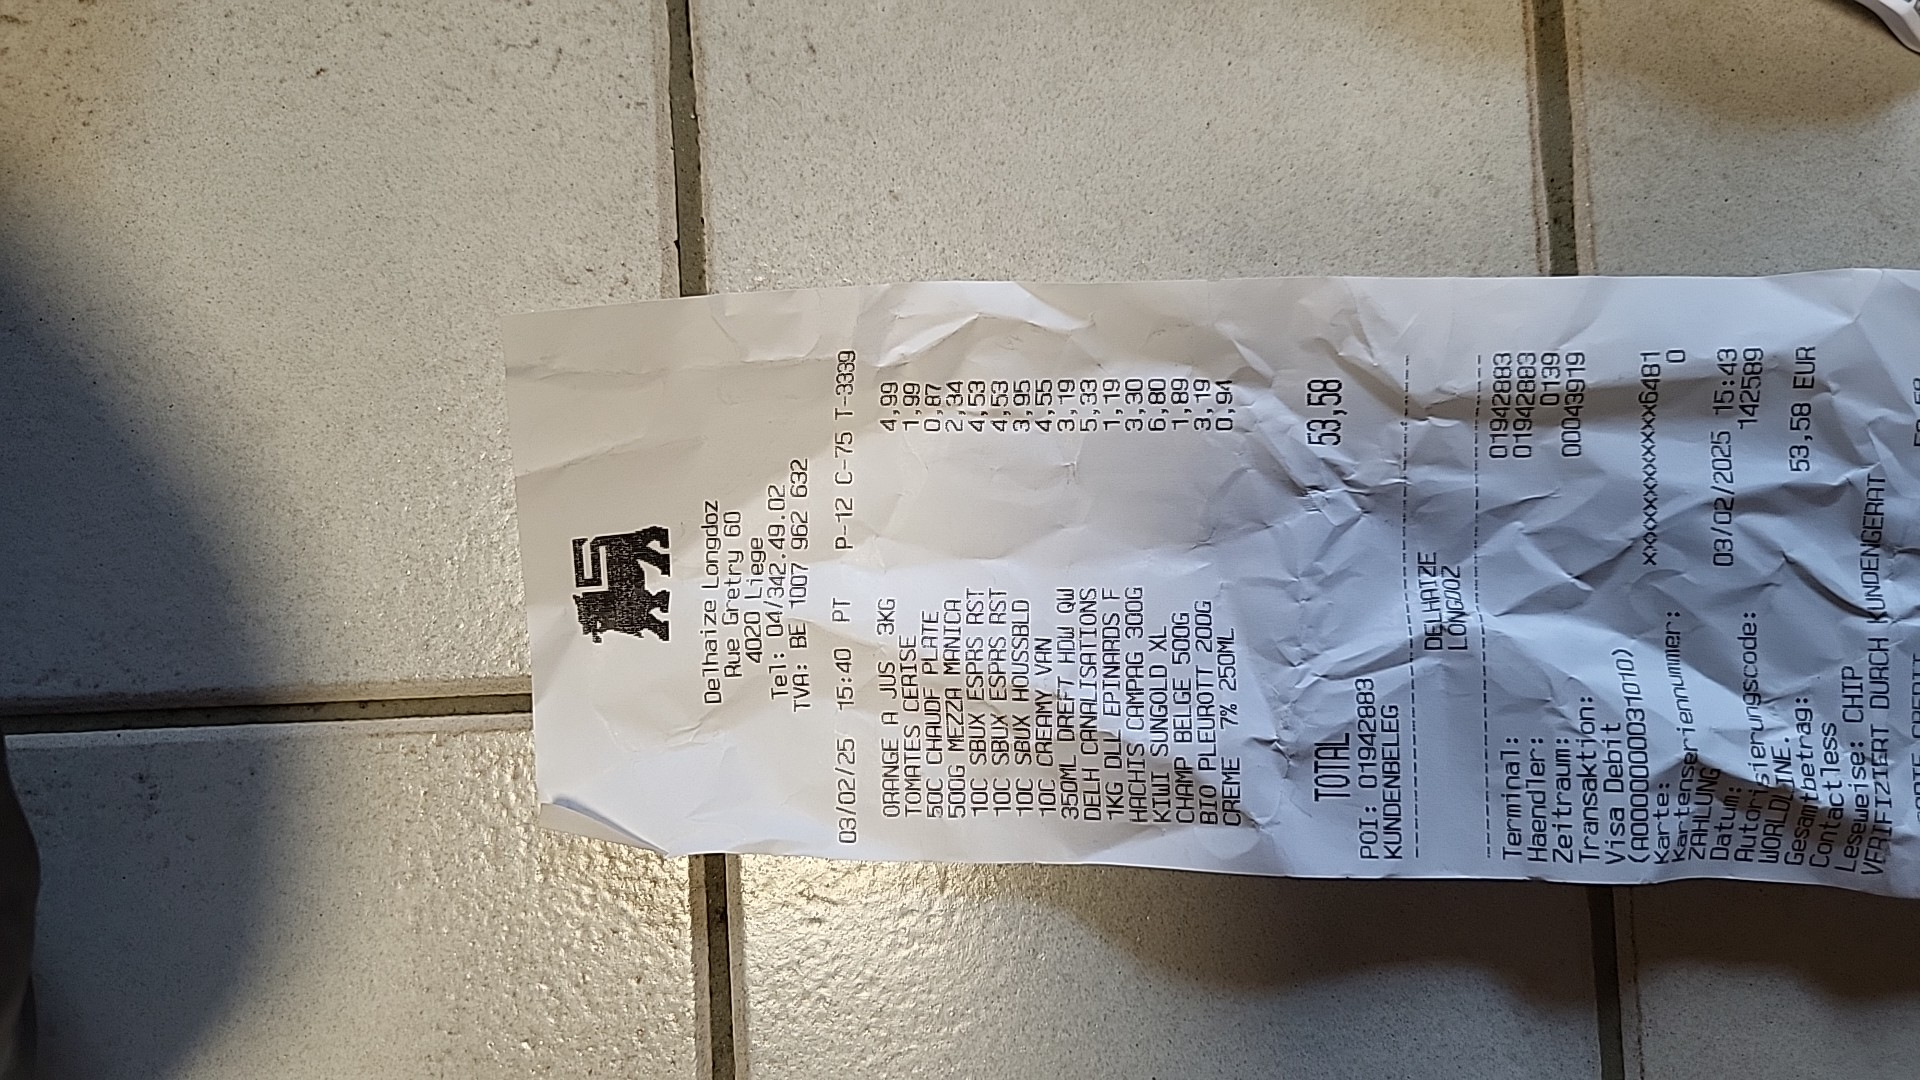 Delhaize Longdoz
Rue Gretry 60
4020 Liege
Tel: 04/342.49.02
TVA: BE 1007 962 632
03/02/25 15:40 PT P-12 C-75 T-3339
ORANGE A JUS 3KG 4,99
TOMATES CERISE 1,99
50C CHAUDF PLATE 0,87
500G MEZZA MANICA 2,34
10C SBUX ESPRS RST 4,53
10C SBUX ESPRS RST 4,53
10C SBUX HOUSSBLD 3,95
10C CREAMY VAN 4,55
350ML DREFT HDW QW 3,19
DELH CANALISATIONS 5,33
1KG DLL EPINARDS F 1,19
HACHIS CAMPAG 300G 3,30
KIWI SUNGOLD XL 6,80
CHAMP BELGE 500G 1,89
BIO PLEUROTT 200G 3,19
CREME 7% 250ML 0,94
TOTAL 53,58
POI: 01942883
KUNDENBELEG
DELHAIZE
LONGDOZ
Terminal: 01942883
Haendler: 01942883
Zeitraum: 0139
Transaktion: 00043919
Visa Debit
(A0000000031010)
Karte: xxxxxxxxxxxx6481
Kartenseriennummer: 0
ZAHLUNG
Datum: 03/02/2025 15:43
Autorisierungscode: 142589
WORLDLINE.
Gesamtbetrag: 53,58 EUR
Contactless
Leseweise: CHIP
VERIFIZIERT DURCH KUNDENGERAT